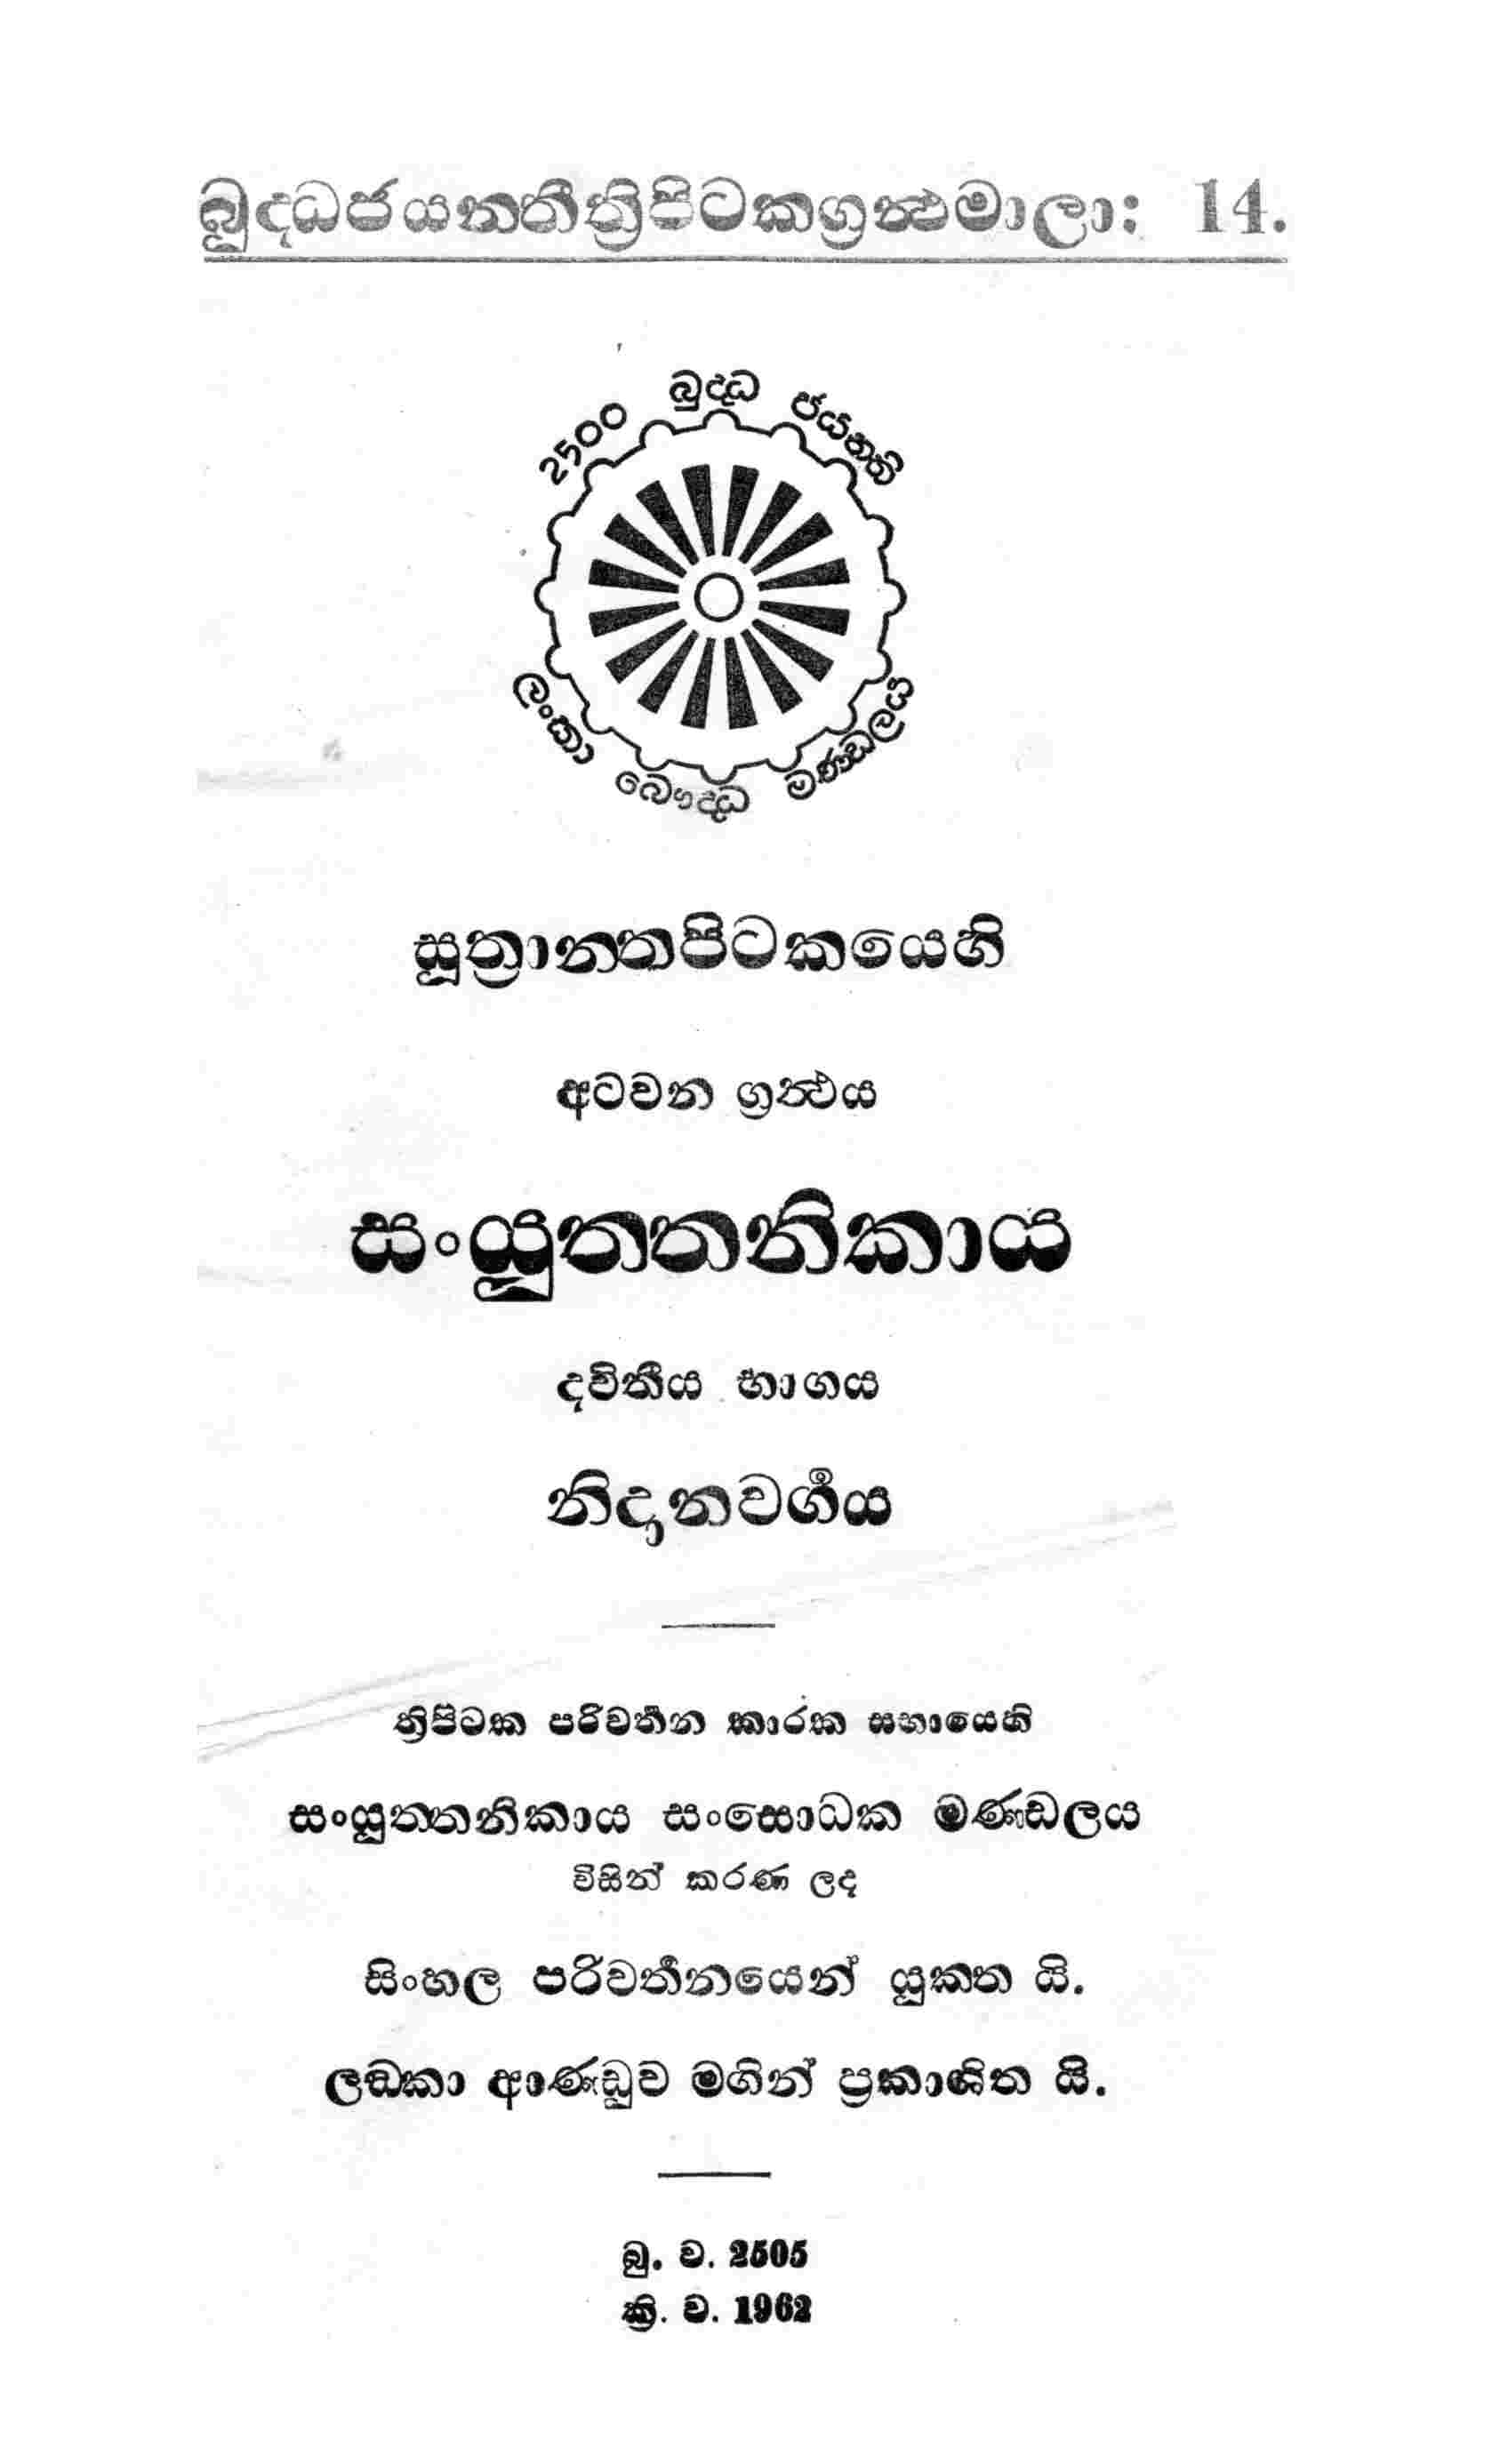 බුද්ධජයන්තීත්‍රිපිටකග්‍රන්ථමාලා: 14.
2500 බුද්ධ ජයන්ති
ලංකා බෞද්ධ මණ්ඩලය
සූත්‍රාන්තපිටකයෙහි
අටවන ග්‍රන්ථය
සංයුත්තනිකාය
ද්විතීය භාගය
නිදානවර්ගය
ත්‍රිපිටක පරිවර්තන කාරක සභායෙහි
සංයුත්තනිකාය සංසොධක මණ්ඩලය
විසින් කරණ ලද
සිංහල පරිවර්තනයෙන් යුක්ත යි.
ලඞ්කා ආණ්ඩුව මගින් ප්‍රකාශිත යි.
බු. ව. 2505
ක්‍රි. ව. 1962